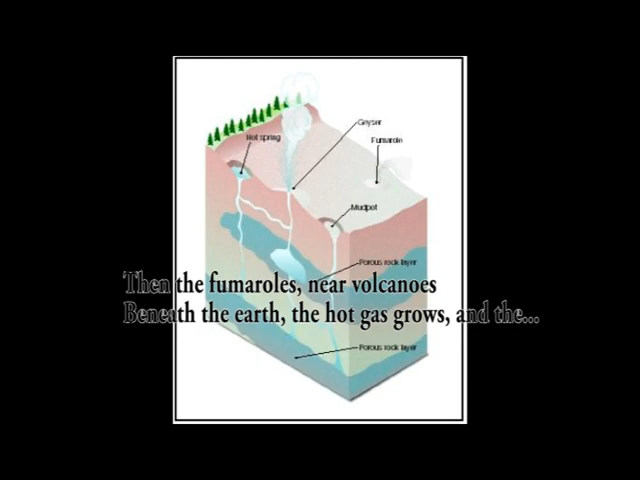 Geyser
Hot spring
Fumarole
Mudpot
Porous rock layer
Then the fumaroles, near volcanoes
Beneath the earth, the hot gas grows, and the...
Porous rock layer